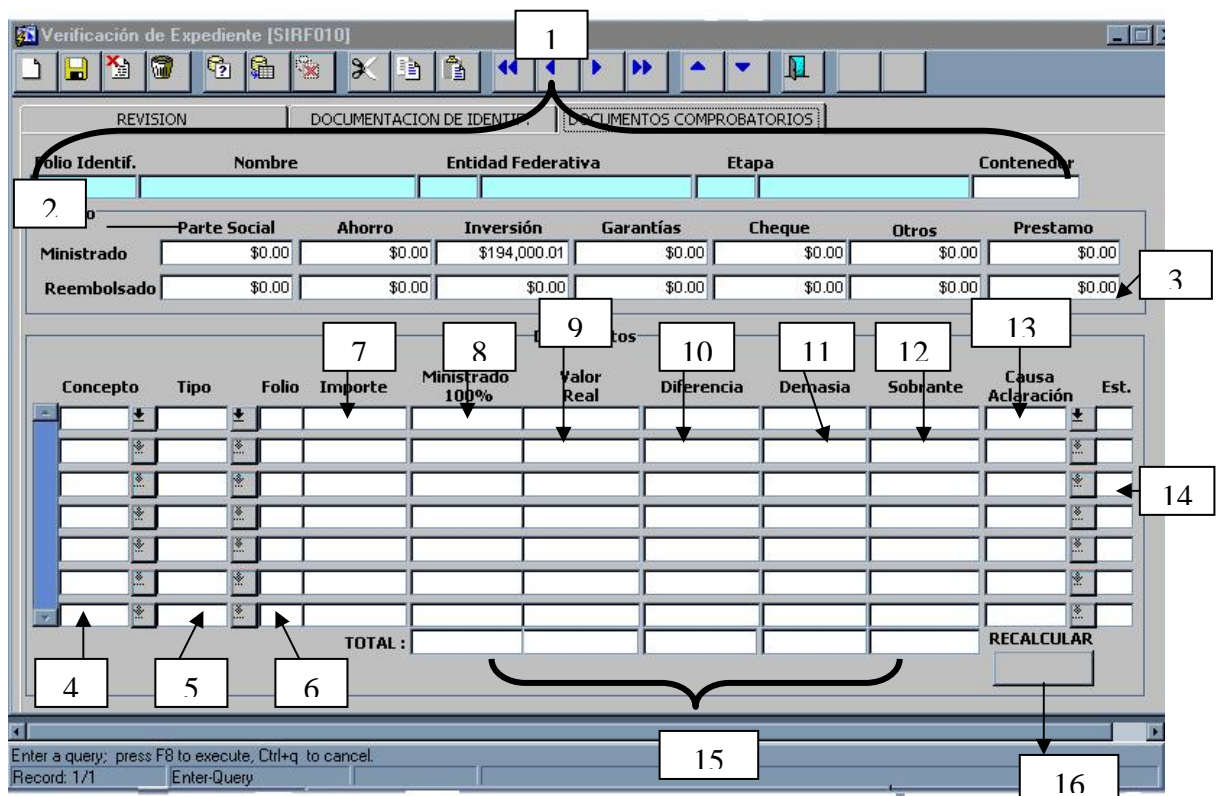 Verificación de Expediente [SIRF010]
1
REVISION DOCUMENTACION DE IDENTIF. DOCUMENTOS COMPROBATORIOS
Folio Identif. Nombre Entidad Federativa Etapa Contenedor
2
Parte Social Ahorro Inversión Garantías Cheque Otros Prestamo
Ministrado $0.00 $0.00 $194,000.01 $0.00 $0.00 $0.00 $0.00
Reembolsado $0.00 $0.00 $0.00 $0.00 $0.00 $0.00 $0.00
3
7 8 9 10 11 12 13
Concepto Tipo Folio Importe Ministrado 100% Valor Real Diferencia Demasia Sobrante Causa Aclaración Est.
14
TOTAL : RECALCULAR
4 5 6
15
16
Enter a query; press F8 to execute, Ctrl+q to cancel.
Record: 1/1 Enter-Query